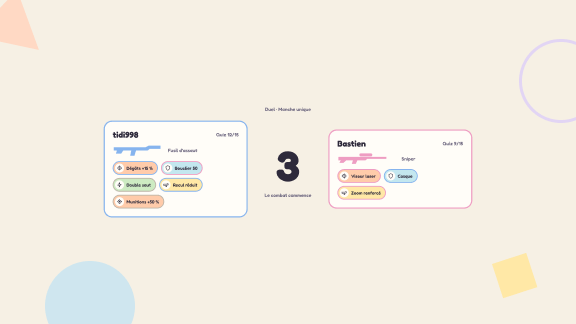 Duel · Manche unique
tidi998
Quiz 12/15
Fusil d'assaut
Dégâts +15 %
Bouclier 50
Double saut
Recul réduit
Munitions +50 %
3
Le combat commence
Bastien
Quiz 9/15
Sniper
Viseur laser
Casque
Zoom renforcé